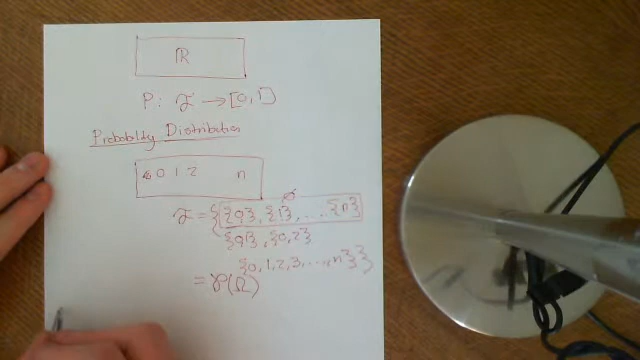 ℝ
P: ℱ → [0,1]
Probability Distribution
0 1 2 n
ℱ = { {0}, {1}, ... {n}
∅
{0,1}, {0,2}
{0,1,2,3,...,n} }
= 𝒫(Ω)